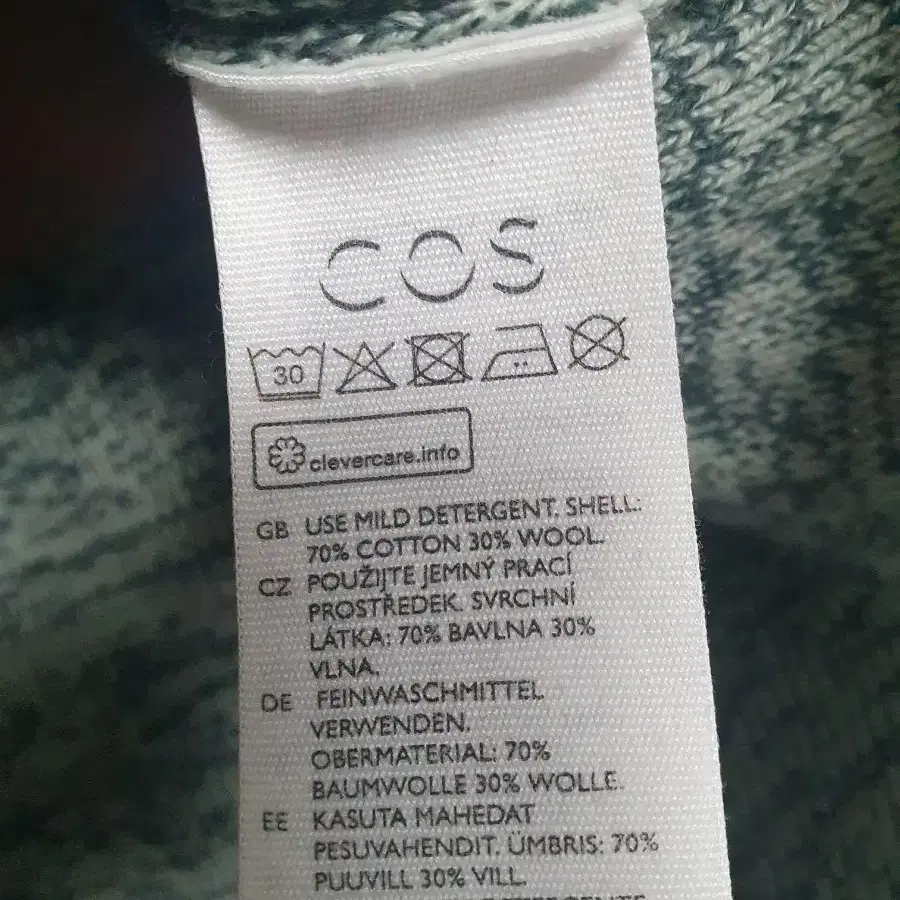 COS
30
clevercare.info
GB USE MILD DETERGENT. SHELL:
70% COTTON 30% WOOL.
CZ POUŽIJTE JEMNÝ PRACÍ
PROSTŘEDEK. SVRCHNÍ
LÁTKA: 70% BAVLNA 30%
VLNA.
DE FEINWASCHMITTEL
VERWENDEN.
OBERMATERIAL: 70%
BAUMWOLLE 30% WOLLE.
EE KASUTA MAHEDAT
PESUVAHENDIT. ÜMBRIS: 70%
PUUVILL 30% VILL.